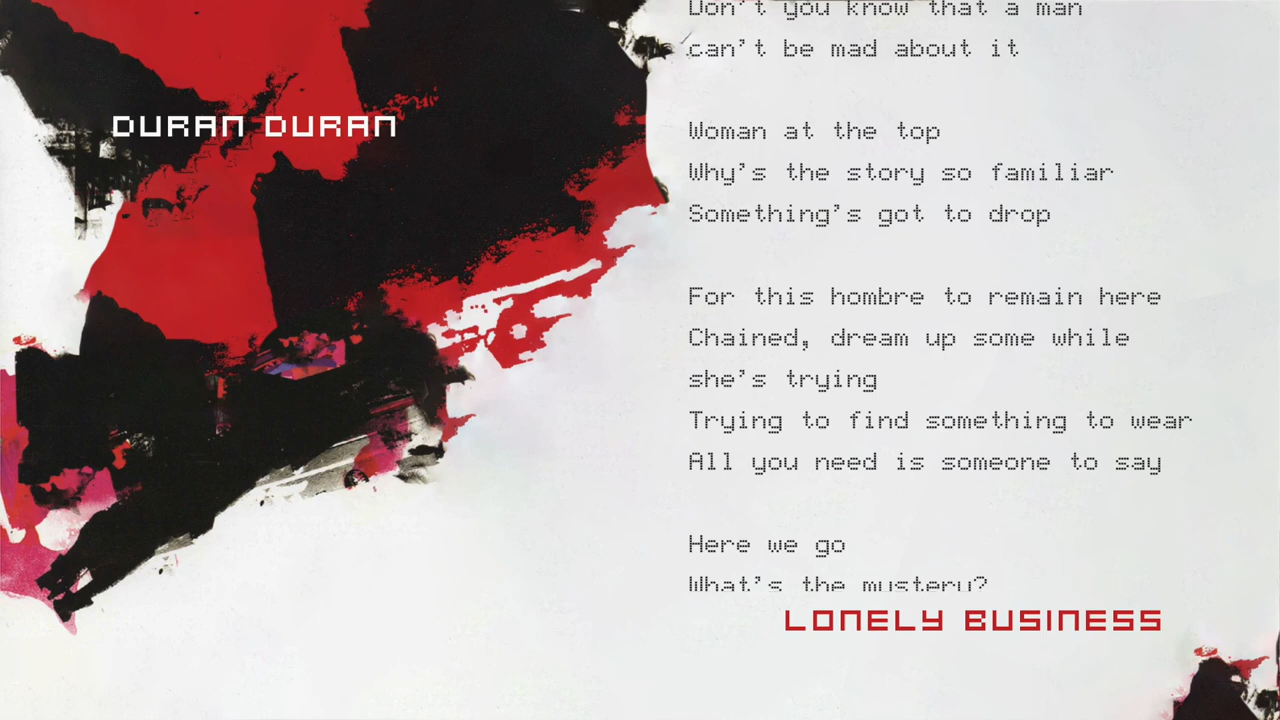 DURAN DURAN
Don't you know that a man
can't be mad about it
Woman at the top
Why's the story so familiar
Something's got to drop
For this hombre to remain here
Chained, dream up some while
she's trying
Trying to find something to wear
All you need is someone to say
Here we go
What's the mystery?
LONELY BUSINESS